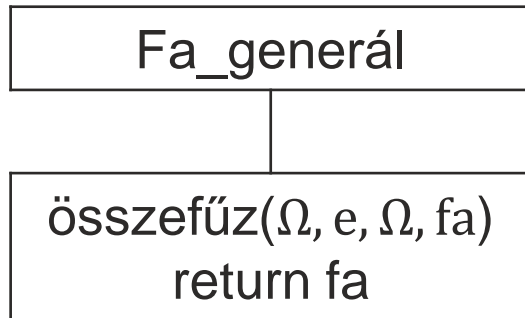 Fa_generál
összefűz(Ω, e, Ω, fa)
return fa